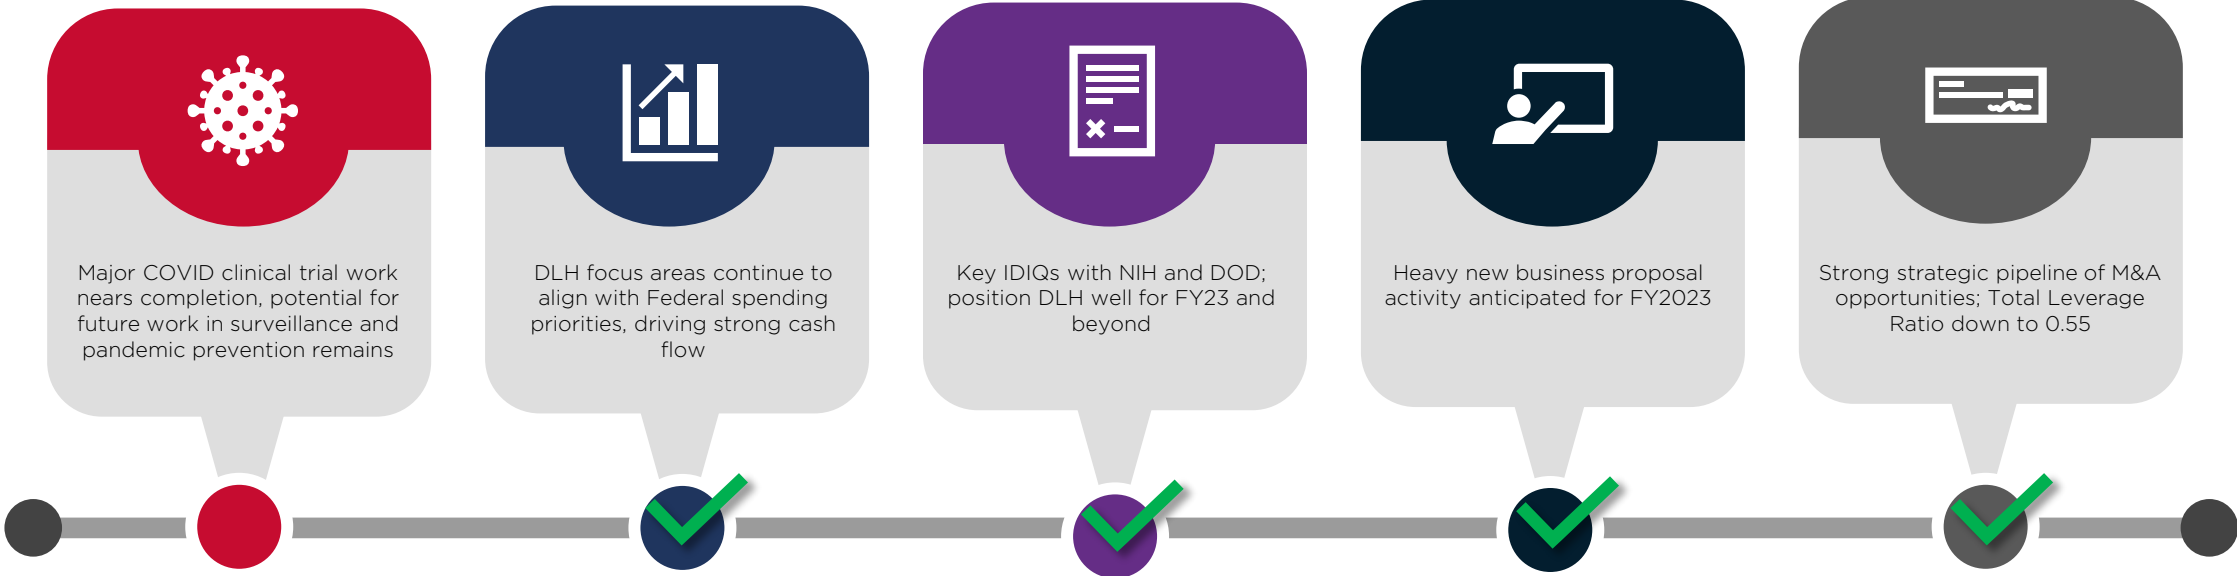 Major COVID clinical trial work
nears completion, potential for
future work in surveillance and
pandemic prevention remains
DLH focus areas continue to
align with Federal spending
priorities, driving strong cash
flow
Key IDIQs with NIH and DOD;
position DLH well for FY23 and
beyond
Heavy new business proposal
activity anticipated for FY2023
Strong strategic pipeline of M&A
opportunities; Total Leverage
Ratio down to 0.55